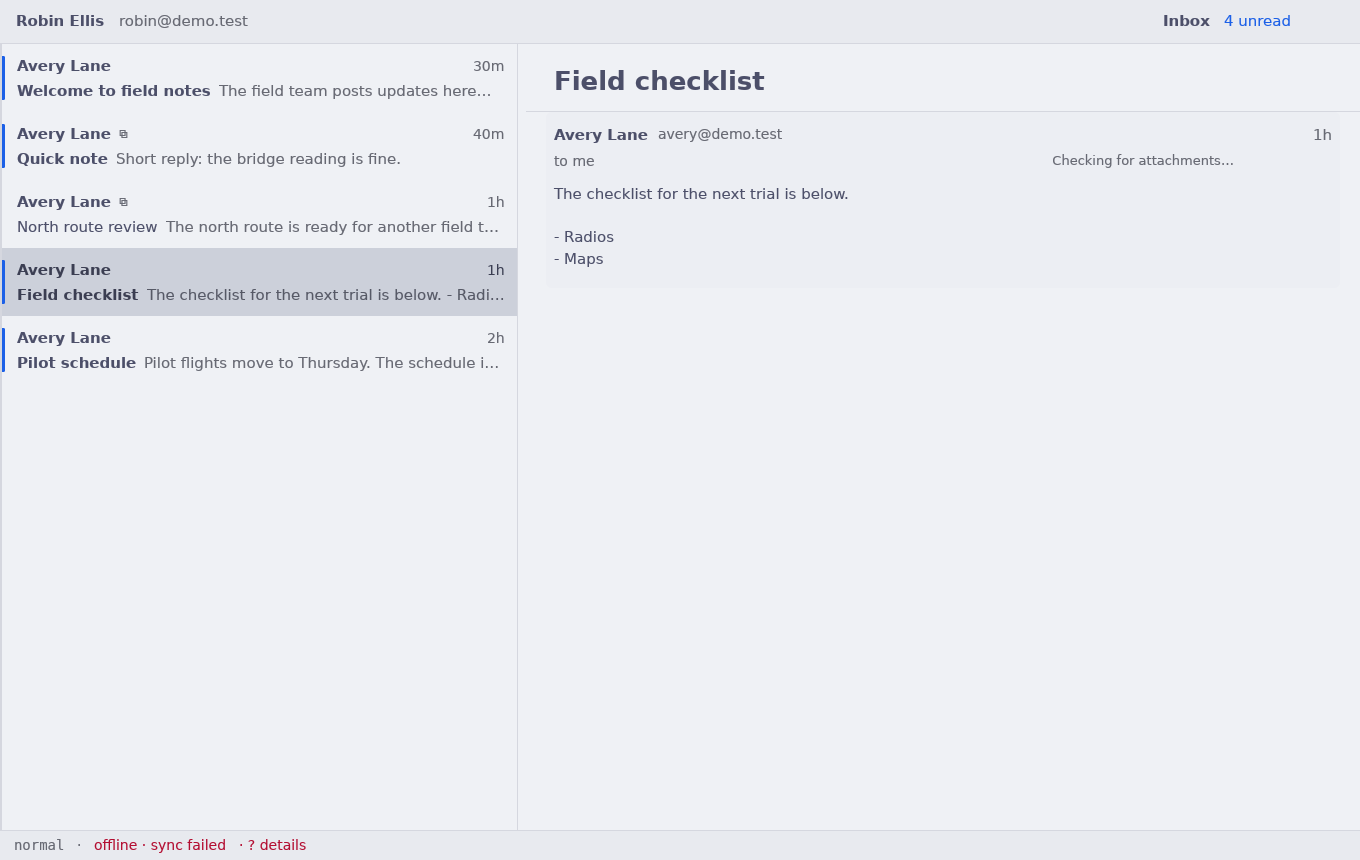 Robin Ellis robin@demo.test Inbox 4 unread
Avery Lane 30m
Welcome to field notes The field team posts updates here…
Avery Lane 40m
Quick note Short reply: the bridge reading is fine.
Avery Lane 1h
North route review The north route is ready for another field t…
Avery Lane 1h
Field checklist The checklist for the next trial is below. - Radi…
Avery Lane 2h
Pilot schedule Pilot flights move to Thursday. The schedule i…
Field checklist
Avery Lane avery@demo.test 1h
to me Checking for attachments…
The checklist for the next trial is below.
- Radios
- Maps
normal · offline · sync failed · ? details